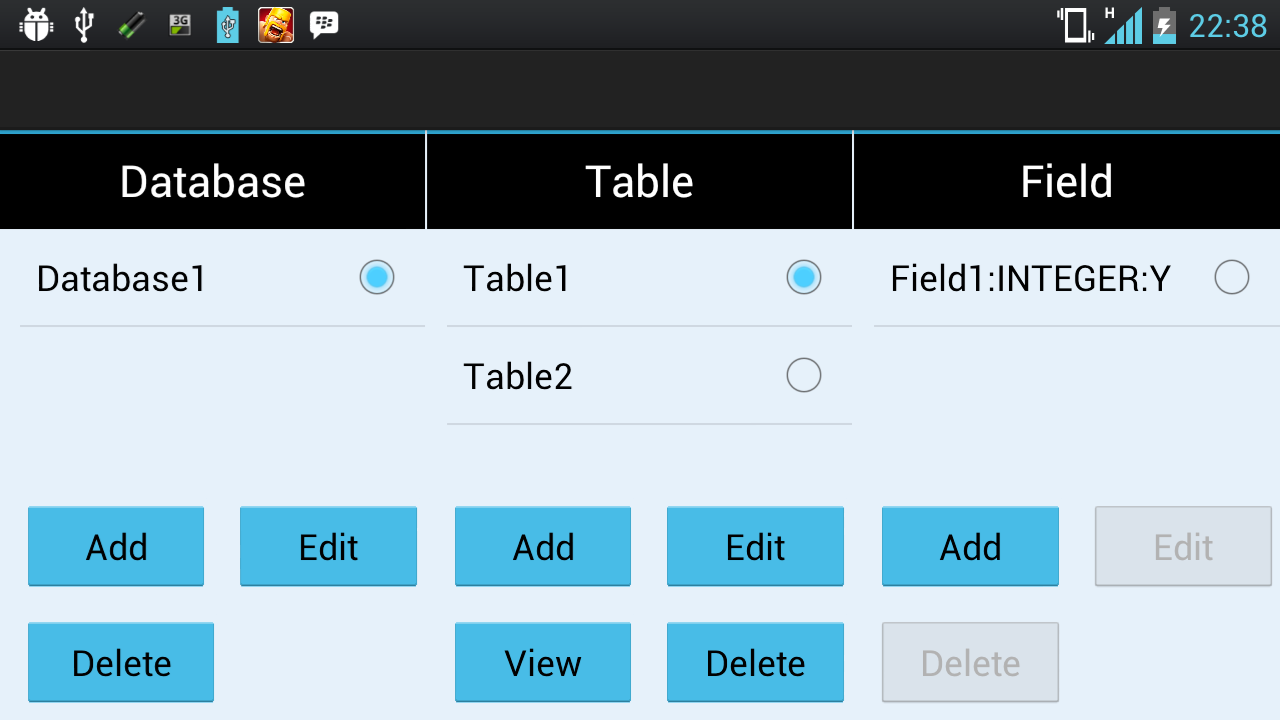 3G H 22:38
Database Table Field
Database1 Table1 Field1:INTEGER:Y
Table2
Add Edit Add Edit Add Edit
Delete View Delete Delete